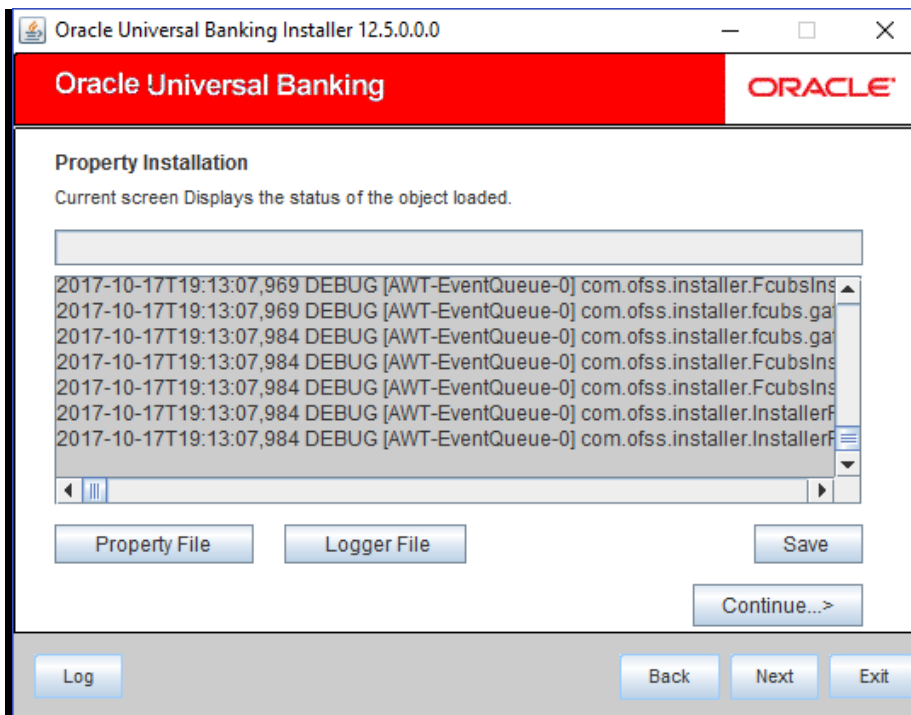 Oracle Universal Banking Installer 12.5.0.0.0
Oracle Universal Banking
ORACLE
Property Installation
Current screen Displays the status of the object loaded.
2017-10-17T19:13:07,969 DEBUG [AWT-EventQueue-0] com.ofss.installer.FcubsIns
2017-10-17T19:13:07,969 DEBUG [AWT-EventQueue-0] com.ofss.installer.fcubs.ga
2017-10-17T19:13:07,984 DEBUG [AWT-EventQueue-0] com.ofss.installer.fcubs.ga
2017-10-17T19:13:07,984 DEBUG [AWT-EventQueue-0] com.ofss.installer.FcubsIns
2017-10-17T19:13:07,984 DEBUG [AWT-EventQueue-0] com.ofss.installer.FcubsIns
2017-10-17T19:13:07,984 DEBUG [AWT-EventQueue-0] com.ofss.installer.Installer
2017-10-17T19:13:07,984 DEBUG [AWT-EventQueue-0] com.ofss.installer.Installer
Property File Logger File Save
Continue...>
Log Back Next Exit